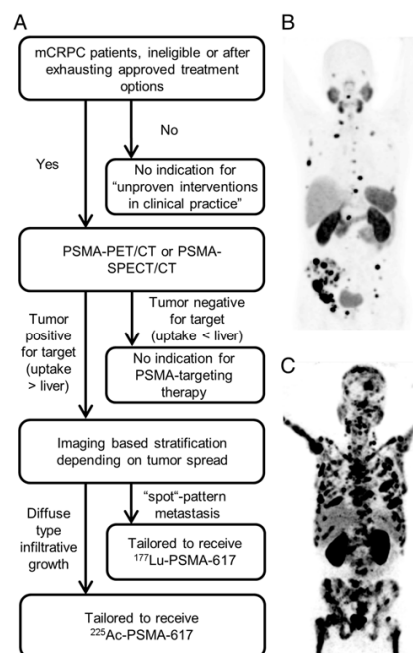 A
B
mCRPC patients, ineligible or after
exhausting approved treatment
options
No
Yes
No indication for
"unproven interventions
in clinical practice"
PSMA-PET/CT or PSMA-
SPECT/CT
Tumor
positive
for target
(uptake
> liver)
Tumor negative
for target
(uptake < liver)
No indication for
PSMA-targeting
therapy
C
Imaging based stratification
depending on tumor spread
Diffuse
type
infiltrative
growth
"spot"-pattern
metastasis
Tailored to receive
¹⁷⁷Lu-PSMA-617
Tailored to receive
²²⁵Ac-PSMA-617